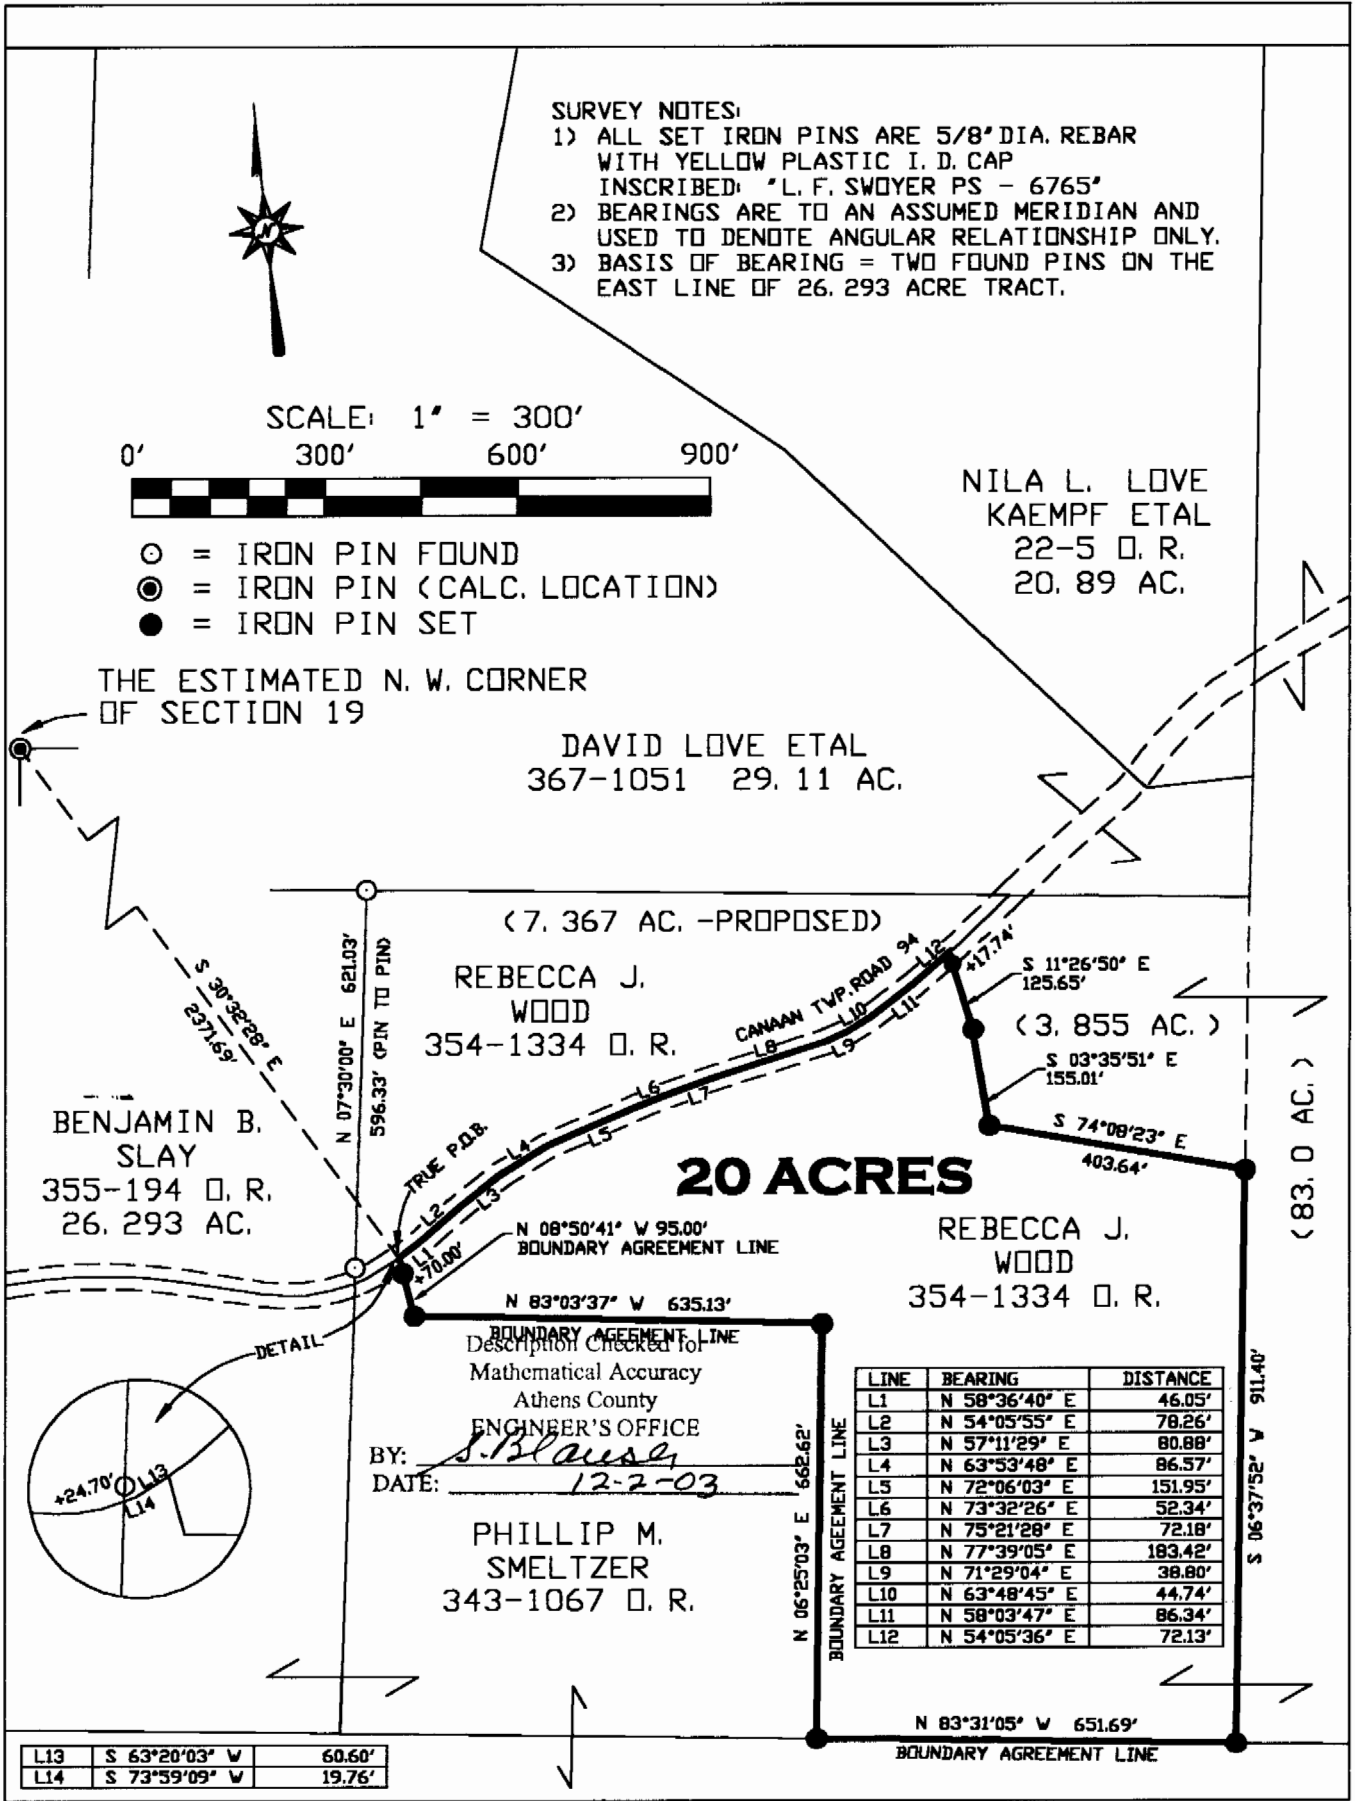 SURVEY NOTES:
1) ALL SET IRON PINS ARE 5/8" DIA. REBAR
WITH YELLOW PLASTIC I. D. CAP
INSCRIBED: "L. F. SWOYER PS - 6765"
2) BEARINGS ARE TO AN ASSUMED MERIDIAN AND
USED TO DENOTE ANGULAR RELATIONSHIP ONLY.
3) BASIS OF BEARING = TWO FOUND PINS ON THE
EAST LINE OF 26. 293 ACRE TRACT.
N
SCALE: 1" = 300'
0' 300' 600' 900'
= IRON PIN FOUND
= IRON PIN (CALC. LOCATION)
= IRON PIN SET
NILA L. LOVE
KAEMPF ETAL
22-5 O. R.
20. 89 AC.
THE ESTIMATED N. W. CORNER
OF SECTION 19
DAVID LOVE ETAL
367-1051 29. 11 AC.
(7. 367 AC. -PROPOSED)
REBECCA J.
WOOD
354-1334 O. R.
CANAAN TWP. ROAD 94
S 30°32'28" E
2371.69'
N 07°30'00" E 621.03'
596.33' (PIN TO PIN)
L12
+17.74'
S 11°26'50" E
125.65'
(3. 855 AC. )
S 03°35'51" E
155.01'
S 74°08'23" E
403.64'
(83. 0 AC. )
L10
L11
L8
L9
L6
L7
L4
L5
L2
L3
L1
+70.00'
TRUE P.O.B.
BENJAMIN B.
SLAY
355-194 O. R.
26. 293 AC.
20 ACRES
N 08°50'41" W 95.00'
BOUNDARY AGREEMENT LINE
REBECCA J.
WOOD
354-1334 O. R.
N 83°03'37" W 635.13'
BOUNDARY AGEEMENT LINE
DETAIL
Description Checked for
Mathematical Accuracy
Athens County
ENGINEER'S OFFICE
BY: S. Blauser
DATE: 12-2-03
+24.70'
L13
L14
PHILLIP M.
SMELTZER
343-1067 O. R.
N 06°25'03" E 662.62'
BOUNDARY AGEEMENT LINE
LINE BEARING DISTANCE
L1 N 58°36'40" E 46.05'
L2 N 54°05'55" E 78.26'
L3 N 57°11'29" E 80.88'
L4 N 63°53'48" E 86.57'
L5 N 72°06'03" E 151.95'
L6 N 73°32'26" E 52.34'
L7 N 75°21'28" E 72.18'
L8 N 77°39'05" E 183.42'
L9 N 71°29'04" E 38.80'
L10 N 63°48'45" E 44.74'
L11 N 58°03'47" E 86.34'
L12 N 54°05'36" E 72.13'
S 06°37'52" W 911.40'
N 83°31'05" W 651.69'
BOUNDARY AGREEMENT LINE
L13 S 63°20'03" W 60.60'
L14 S 73°59'09" W 19.76'